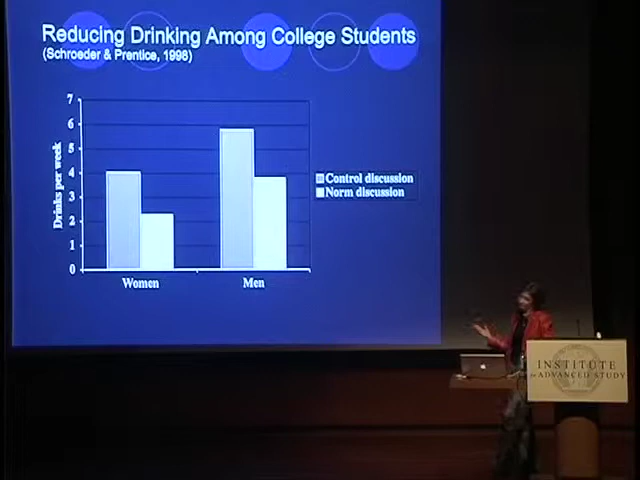 Reducing Drinking Among College Students
(Schroeder & Prentice, 1998)
7
6
5
4
3
2
1
0
Drinks per week
Women
Men
Control discussion
Norm discussion
INSTITUTE
for ADVANCED STUDY